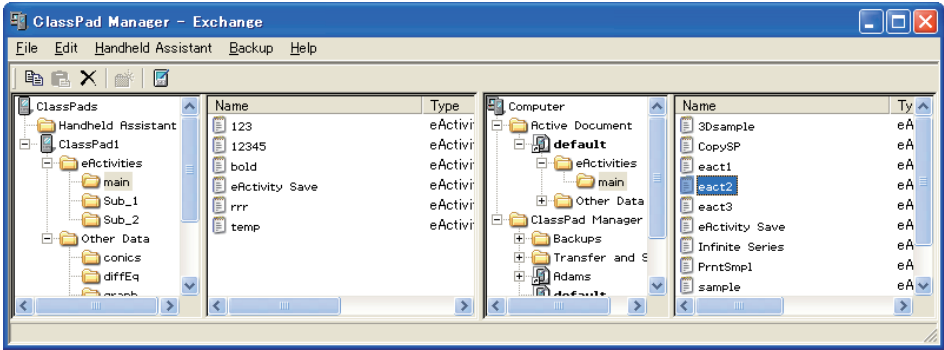 ClassPad Manager - Exchange
File Edit Handheld Assistant Backup Help
ClassPads
Handheld Assistant
ClassPad1
eActivities
main
Sub_1
Sub_2
Other Data
conics
diffEq
graph
Name Type
123 eActivi
12345 eActivi
bold eActivi
eActivity Save eActivi
rrr eActivi
temp eActivi
Computer
Active Document
default
eActivities
main
Other Data
ClassPad Manager
Backups
Transfer and S
Adams
default
Name Ty
3Dsample eA
CopySP eA
eact1 eA
eact2 eA
eact3 eA
eActivity Save eA
Infinite Series eA
PrntSmpl eA
sample eA